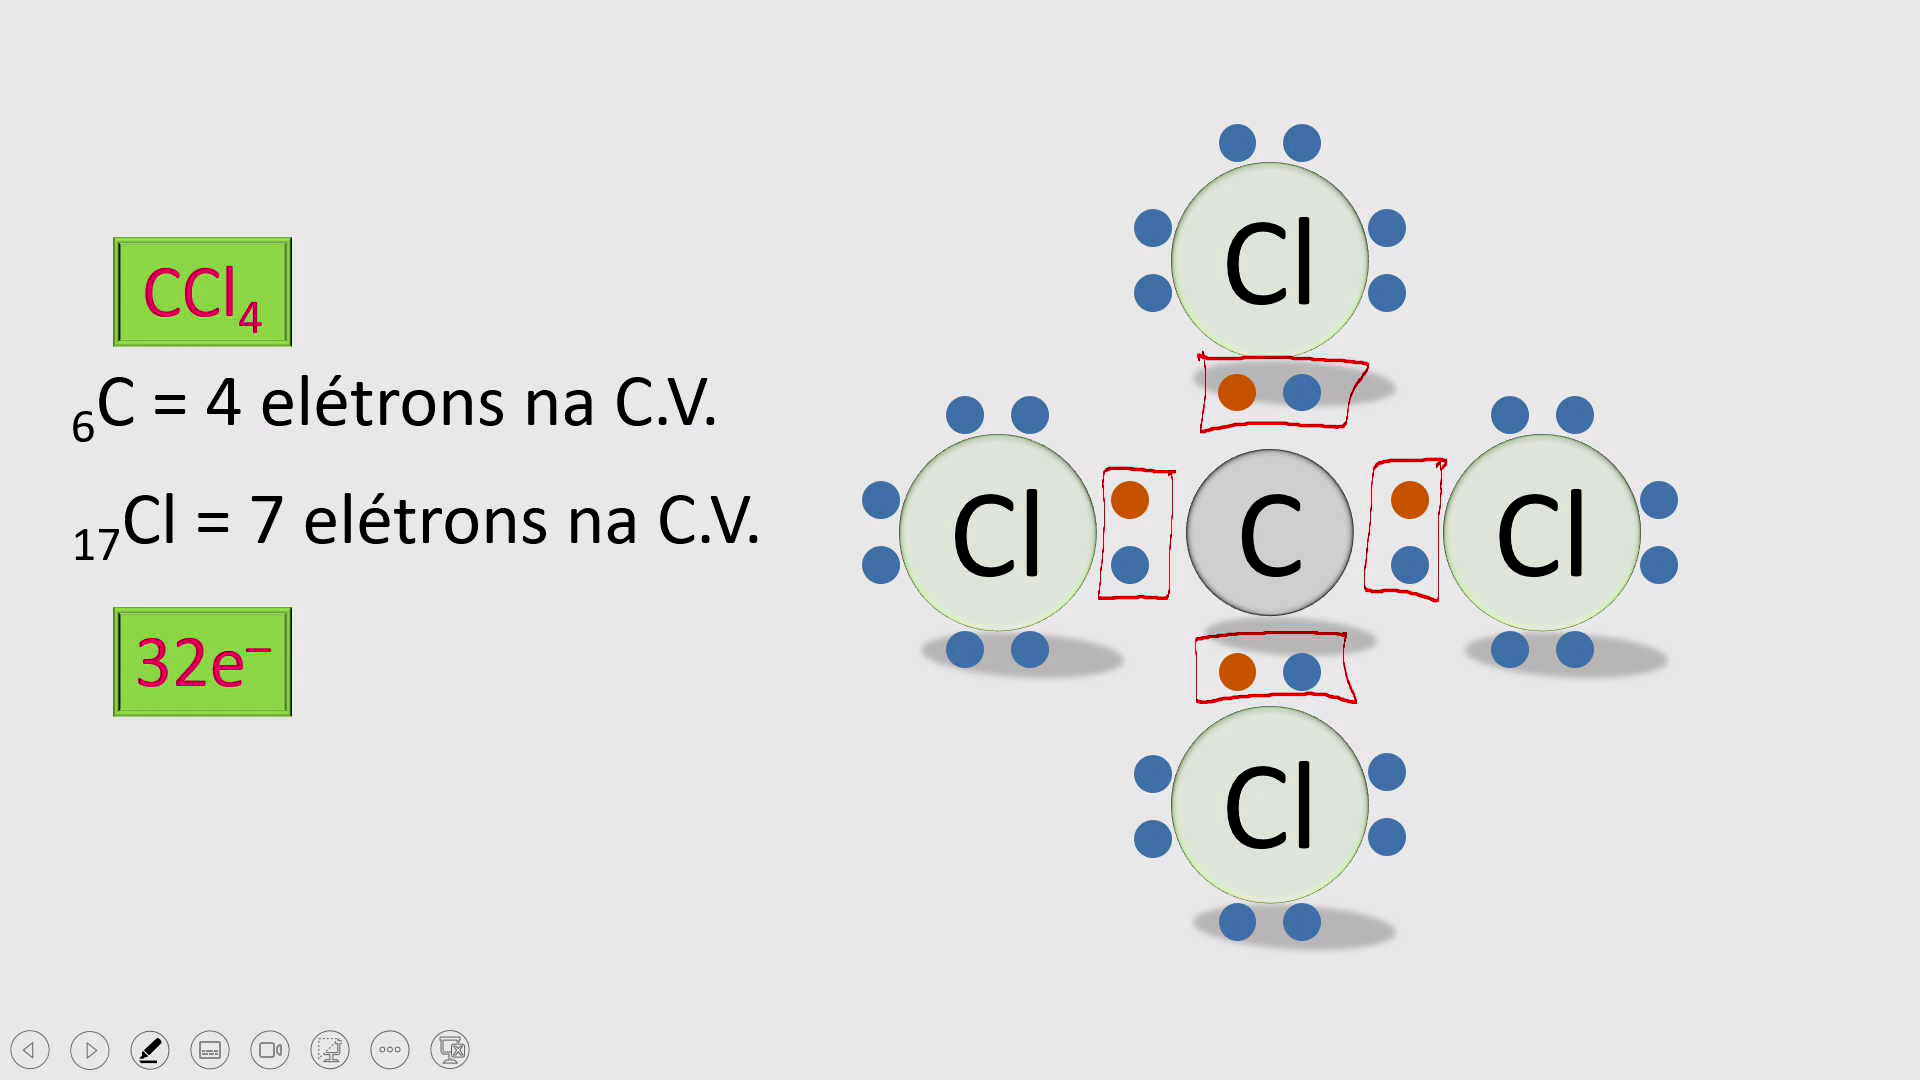 CCl₄
₆C = 4 elétrons na C.V.
₁₇Cl = 7 elétrons na C.V.
32e⁻
Cl
Cl
C
Cl
Cl